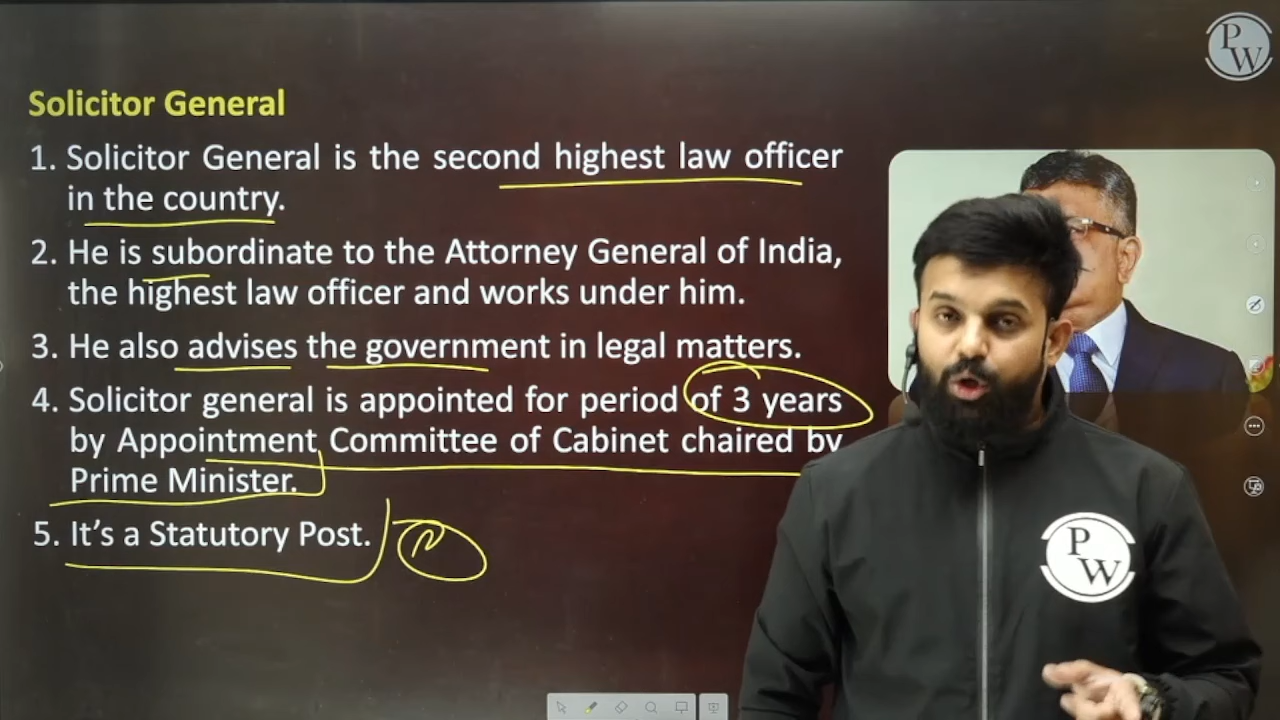 PW
Solicitor General
1. Solicitor General is the second highest law officer
in the country.
2. He is subordinate to the Attorney General of India,
the highest law officer and works under him.
3. He also advises the government in legal matters.
4. Solicitor general is appointed for period of 3 years
by Appointment Committee of Cabinet chaired by
Prime Minister.
5. It’s a Statutory Post.
PW